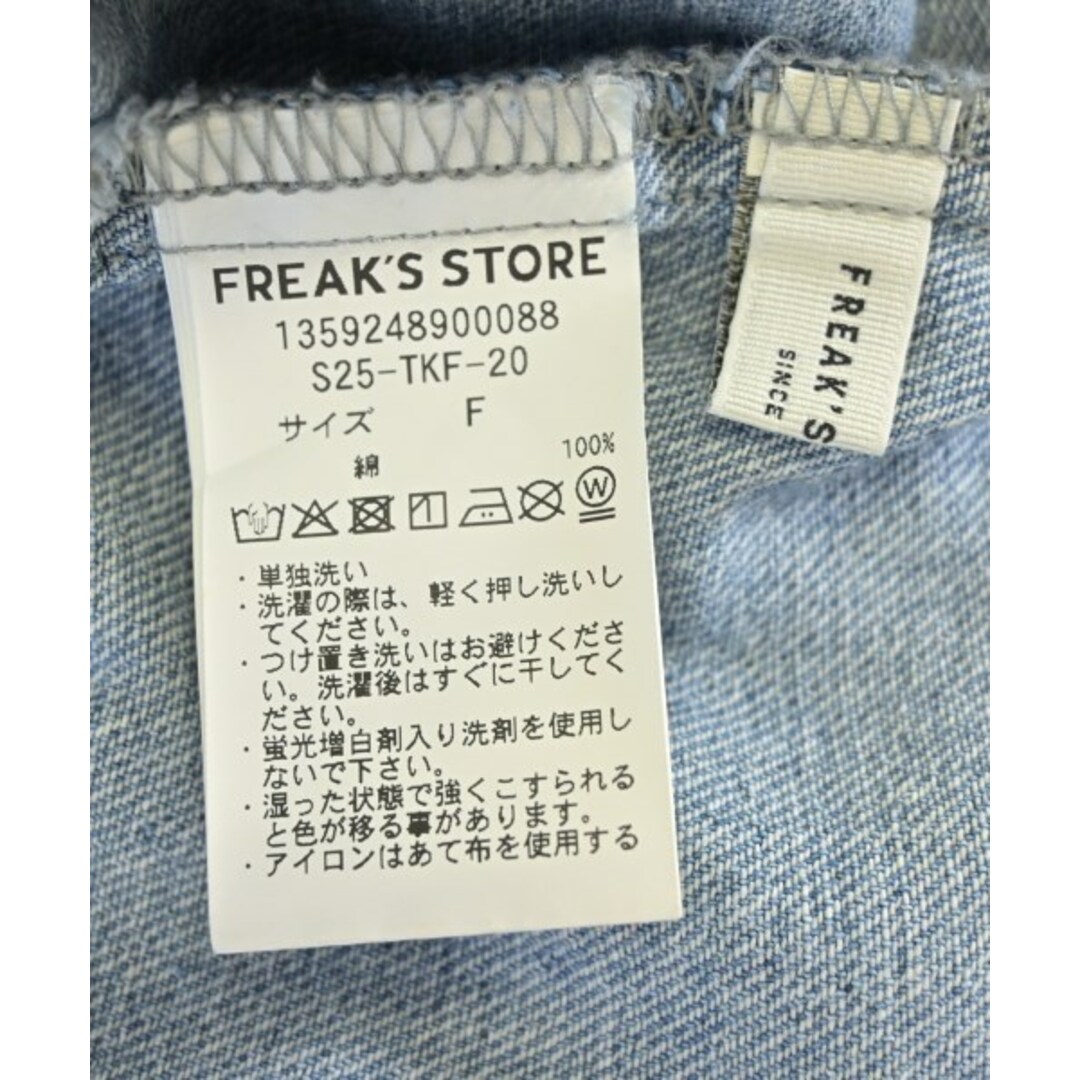 FREAK'S STORE
1359248900088
S25-TKF-20
サイズ F
綿 100%
W
・単独洗い
・洗濯の際は、軽く押し洗いし
てください。
・つけ置き洗いはお避けくださ
い。洗濯後はすぐに干してく
ださい。
・蛍光増白剤入り洗剤を使用し
ないで下さい。
・湿った状態で強くこすられる
と色が移る事があります。
・アイロンはあて布を使用する
FREAK'S
SINCE